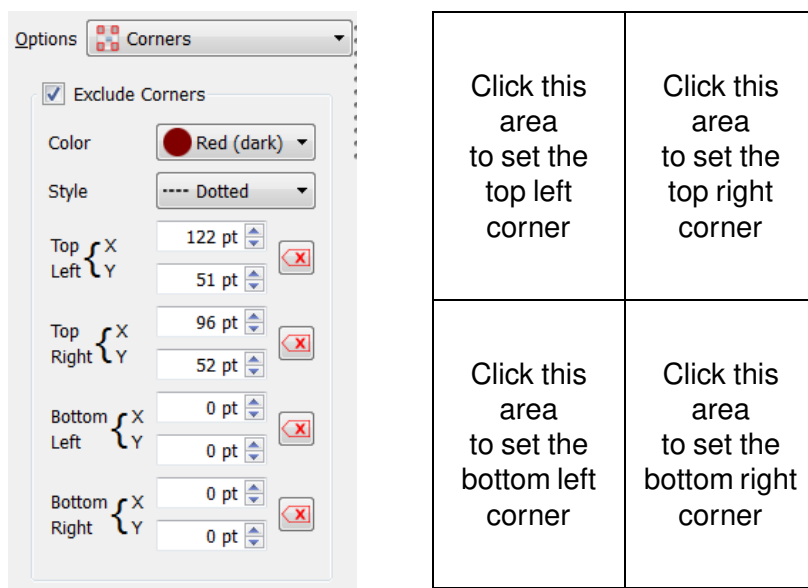 Options Corners
Exclude Corners
Color Red (dark)
Style ---- Dotted
Top Left { X 122 pt
Y 51 pt
Top Right { X 96 pt
Y 52 pt
Bottom Left { X 0 pt
Y 0 pt
Bottom Right { X 0 pt
Y 0 pt
Click this
area
to set the
top left
corner
Click this
area
to set the
top right
corner
Click this
area
to set the
bottom left
corner
Click this
area
to set the
bottom right
corner